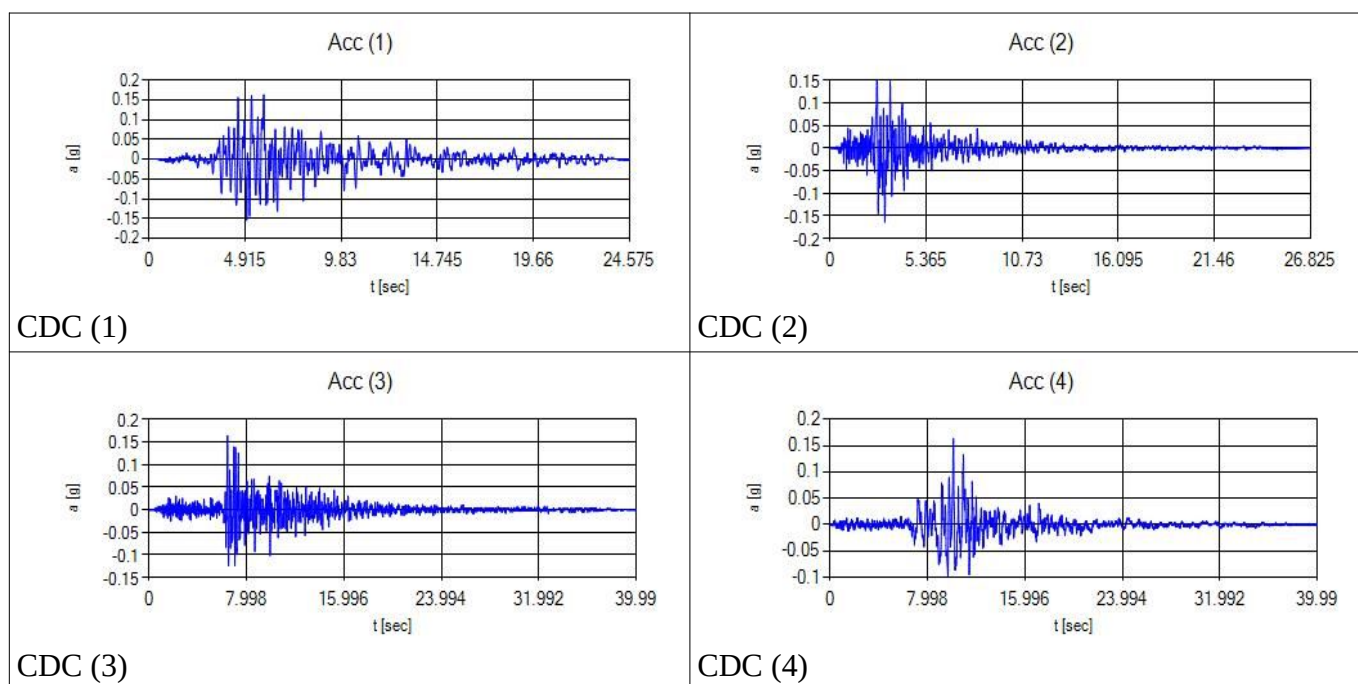 Acc (1)
0.2
0.15
0.1
0.05
0
-0.05
-0.1
-0.15
-0.2
a [g]
0 4.915 9.83 14.745 19.66 24.575
t [sec]
CDC (1)
Acc (2)
0.15
0.1
0.05
0
-0.05
-0.1
-0.15
-0.2
a [g]
0 5.365 10.73 16.095 21.46 26.825
t [sec]
CDC (2)
Acc (3)
0.2
0.15
0.1
0.05
0
-0.05
-0.1
-0.15
a [g]
0 7.998 15.996 23.994 31.992 39.99
t [sec]
CDC (3)
Acc (4)
0.2
0.15
0.1
0.05
0
-0.05
-0.1
a [g]
0 7.998 15.996 23.994 31.992 39.99
t [sec]
CDC (4)